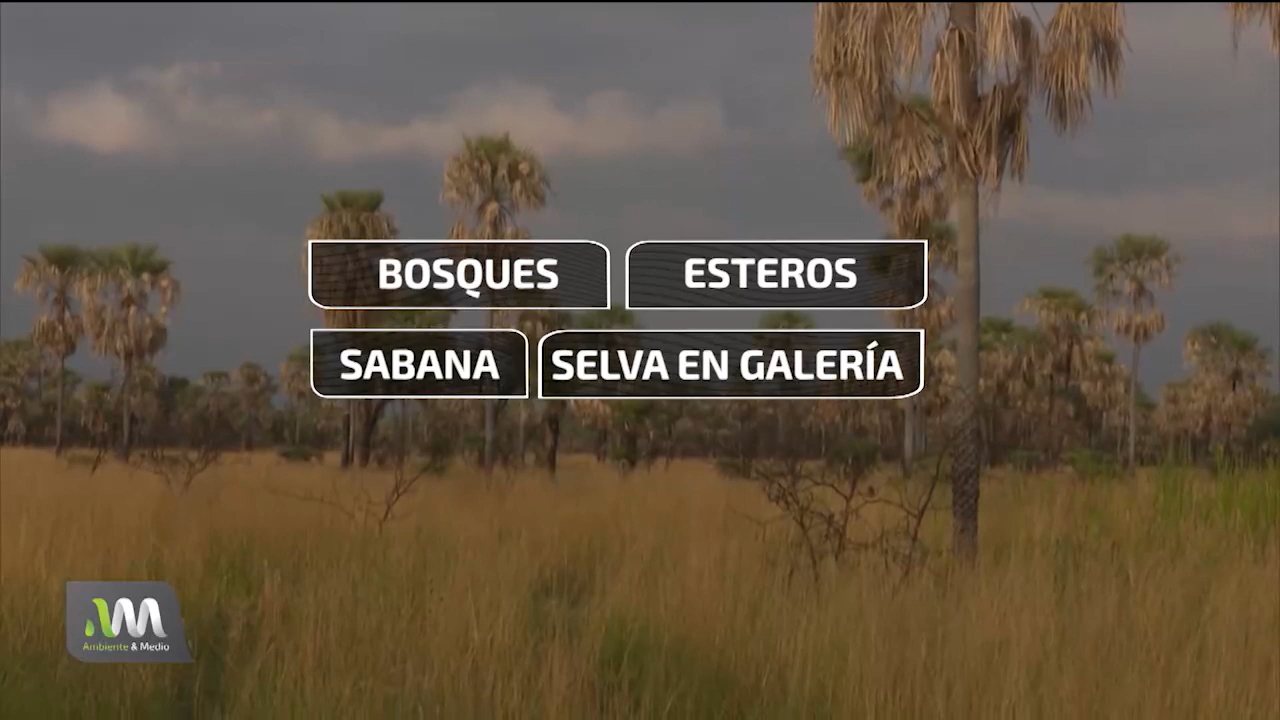 BOSQUES
ESTEROS
SABANA
SELVA EN GALERÍA
AM
Ambiente & Medio